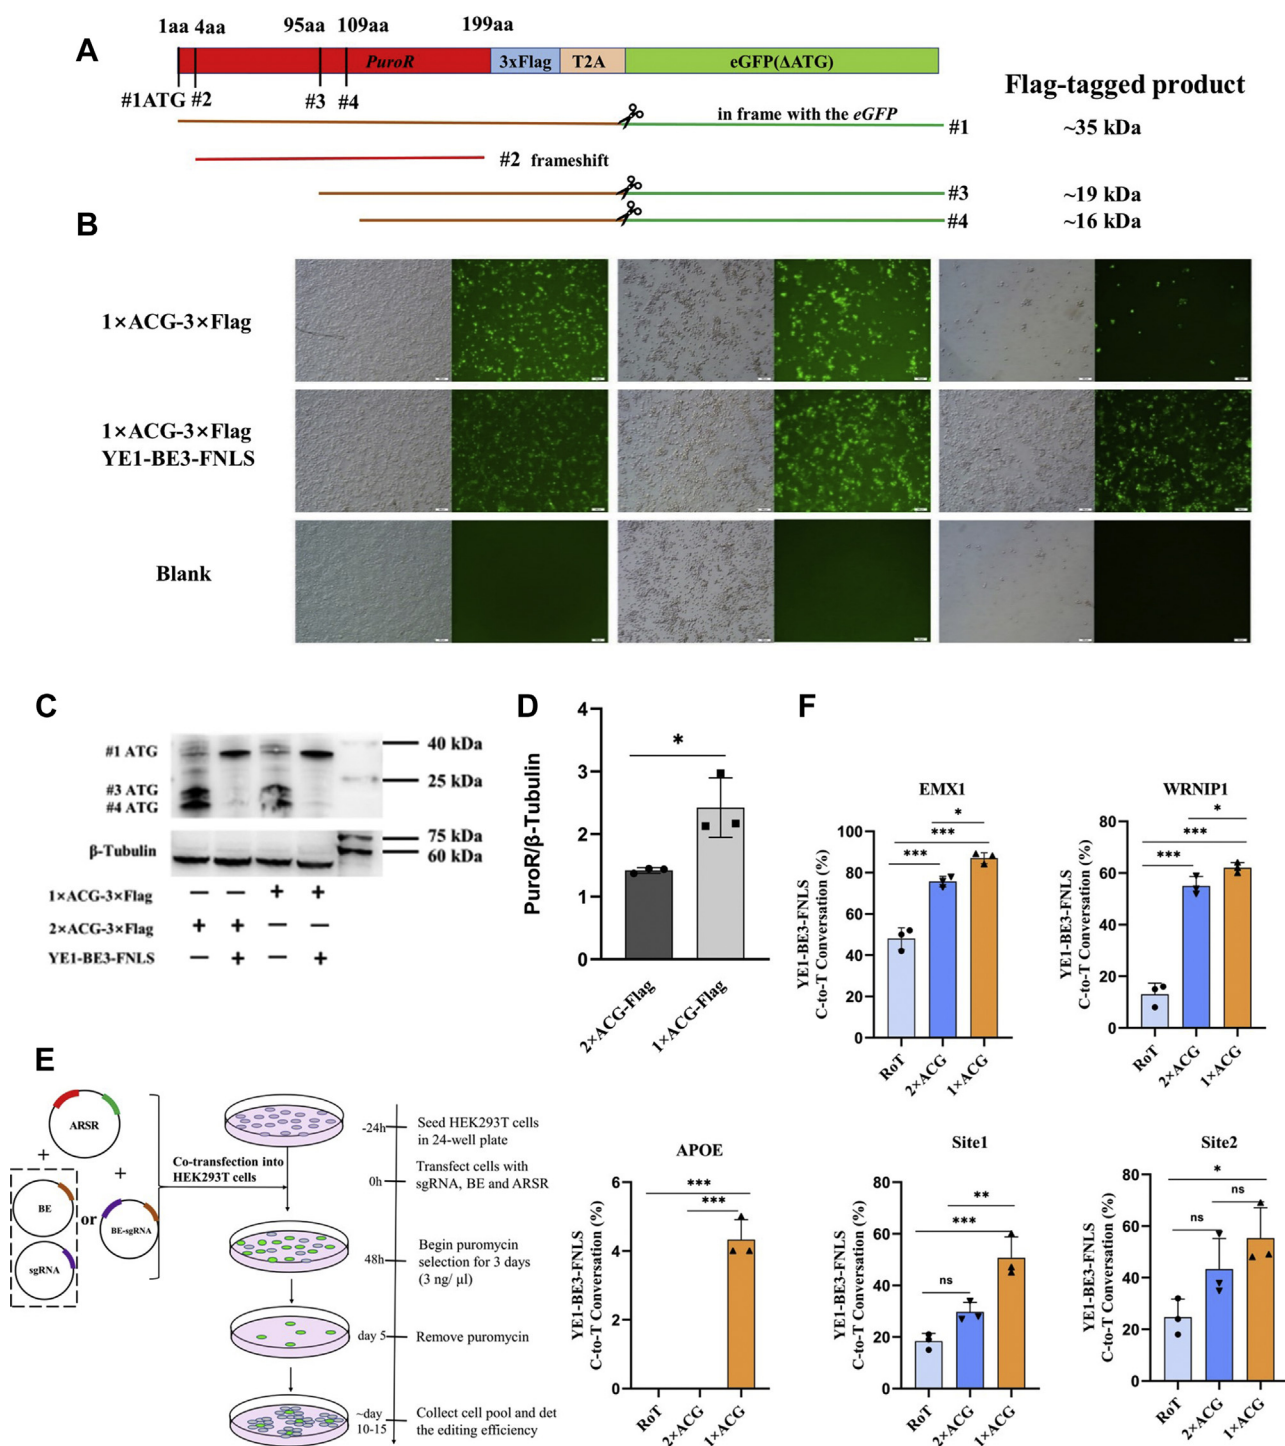 A
1aa 4aa 95aa 109aa 199aa
PuroR 3xFlag T2A eGFP(ΔATG)
#1ATG #2 #3 #4
Flag-tagged product
in frame with the eGFP
#1 ~35 kDa
#2 frameshift
#3 ~19 kDa
#4 ~16 kDa
B
1×ACG-3×Flag
1×ACG-3×Flag
YE1-BE3-FNLS
Blank
C
#1 ATG
#3 ATG
#4 ATG
β-Tubulin
40 kDa
25 kDa
75 kDa
60 kDa
1×ACG-3×Flag — — + +
2×ACG-3×Flag + + — —
YE1-BE3-FNLS — + — +
D
PuroR/β-Tubulin
4
3
2
1
0
*
2×ACG-Flag
1×ACG-Flag
F
EMX1
YE1-BE3-FNLS
C-to-T Conversation (%)
100
80
60
40
20
0
*
***
***
RoT
2×ACG
1×ACG
WRNIP1
YE1-BE3-FNLS
C-to-T Conversation (%)
80
60
40
20
0
*
***
***
RoT
2×ACG
1×ACG
E
ARSR
+
+
BE
or
BE-sgRNA
sgRNA
Co-transfection into
HEK293T cells
-24h
Seed HEK293T cells
in 24-well plate
0h
Transfect cells with
sgRNA, BE and ARSR
48h
Begin puromycin
selection for 3 days
(3 ng/ μl)
day 5
Remove puromycin
~day
10-15
Collect cell pool and det
the editing efficiency
APOE
YE1-BE3-FNLS
C-to-T Conversation (%)
6
4
2
0
***
***
RoT
2×ACG
1×ACG
Site1
YE1-BE3-FNLS
C-to-T Conversation (%)
80
60
40
20
0
**
***
ns
RoT
2×ACG
1×ACG
Site2
YE1-BE3-FNLS
C-to-T Conversation (%)
80
60
40
20
0
*
ns
ns
RoT
2×ACG
1×ACG